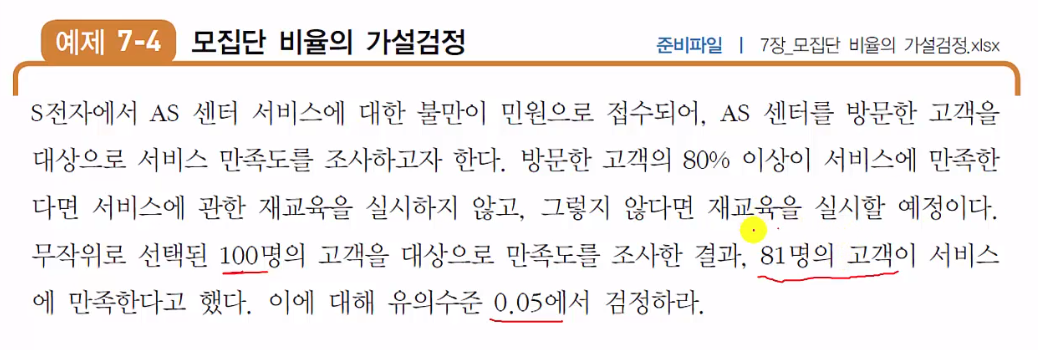 예제 7-4 모집단 비율의 가설검정 준비파일 | 7장_모집단 비율의 가설검정.xlsx
S전자에서 AS 센터 서비스에 대한 불만이 민원으로 접수되어, AS 센터를 방문한 고객을
대상으로 서비스 만족도를 조사하고자 한다. 방문한 고객의 80% 이상이 서비스에 만족한
다면 서비스에 관한 재교육을 실시하지 않고, 그렇지 않다면 재교육을 실시할 예정이다.
무작위로 선택된 100명의 고객을 대상으로 만족도를 조사한 결과, 81명의 고객이 서비스
에 만족한다고 했다. 이에 대해 유의수준 0.05에서 검정하라.